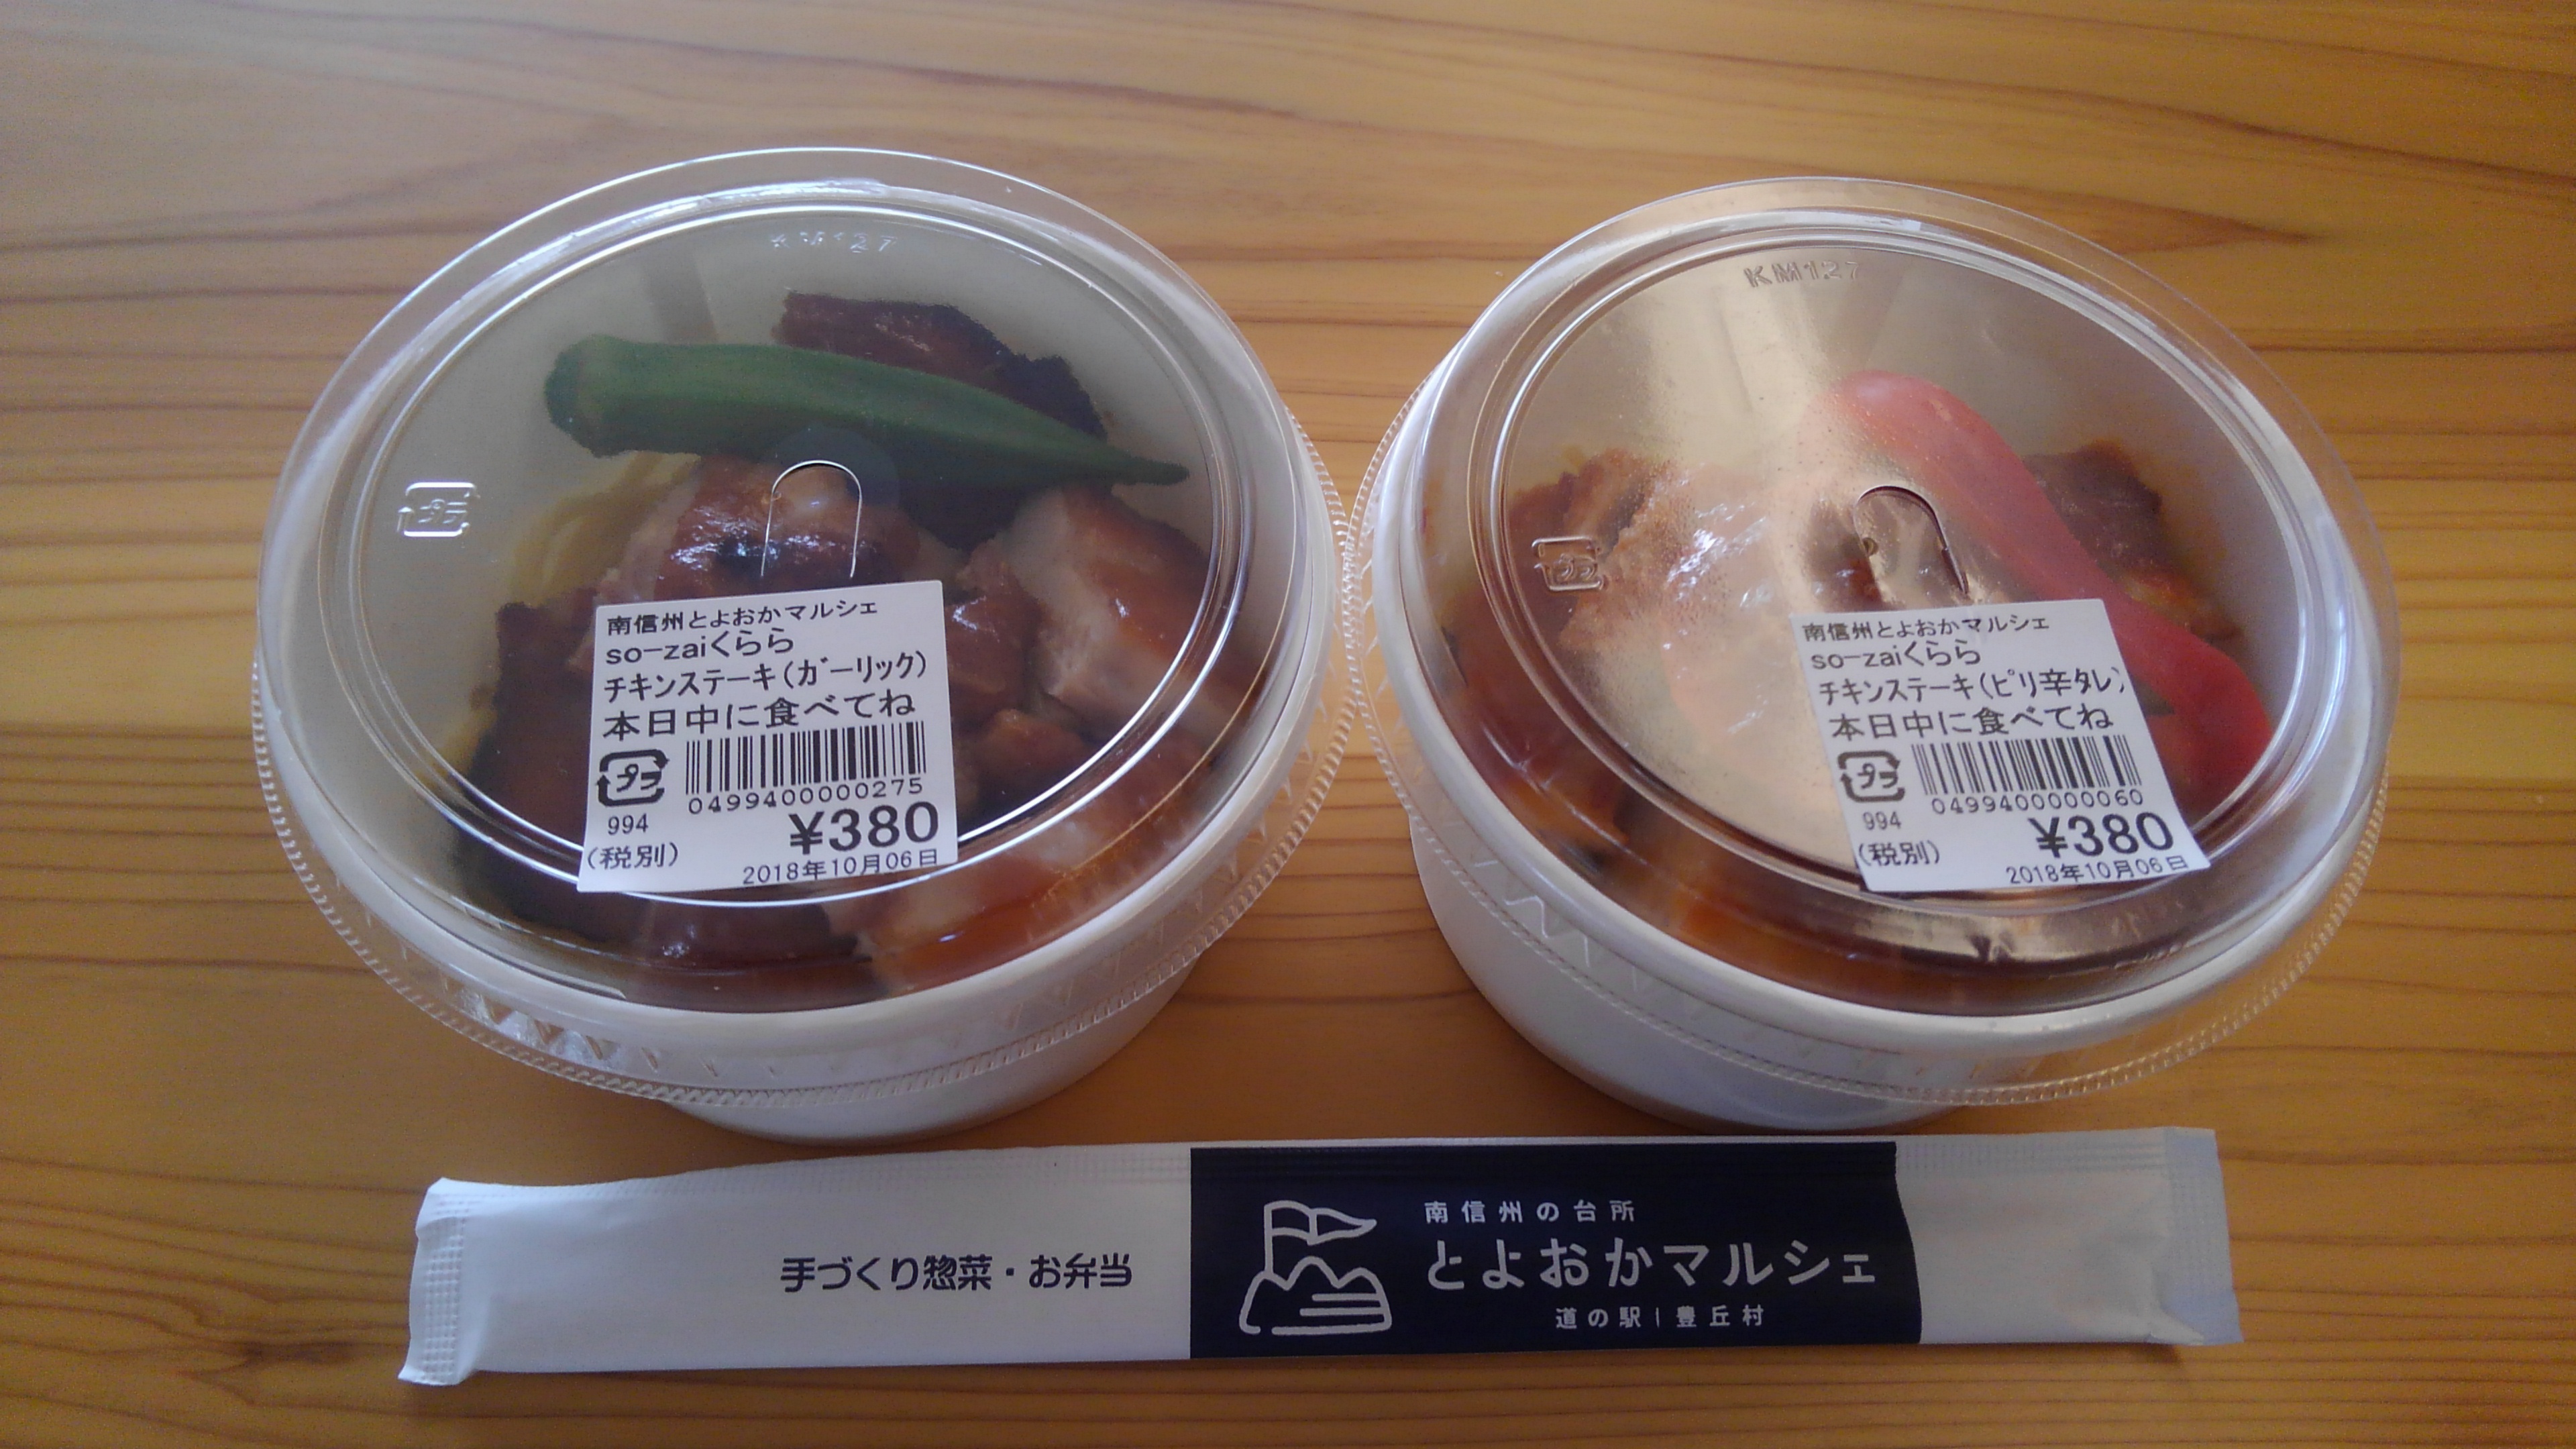 KM127
プラ
南信州とよおかマルシェ
so-zaiくらら
チキンステーキ(ガーリック)
本日中に食べてね
プラ
0499400000275
994
¥380
(税別)
2018年10月06日
KM127
プラ
南信州とよおかマルシェ
so-zaiくらら
チキンステーキ(ピリ辛タレ)
本日中に食べてね
プラ
0499400000060
994
¥380
(税別)
2018年10月06日
手づくり惣菜・お弁当
南信州の台所
とよおかマルシェ
道の駅|豊丘村